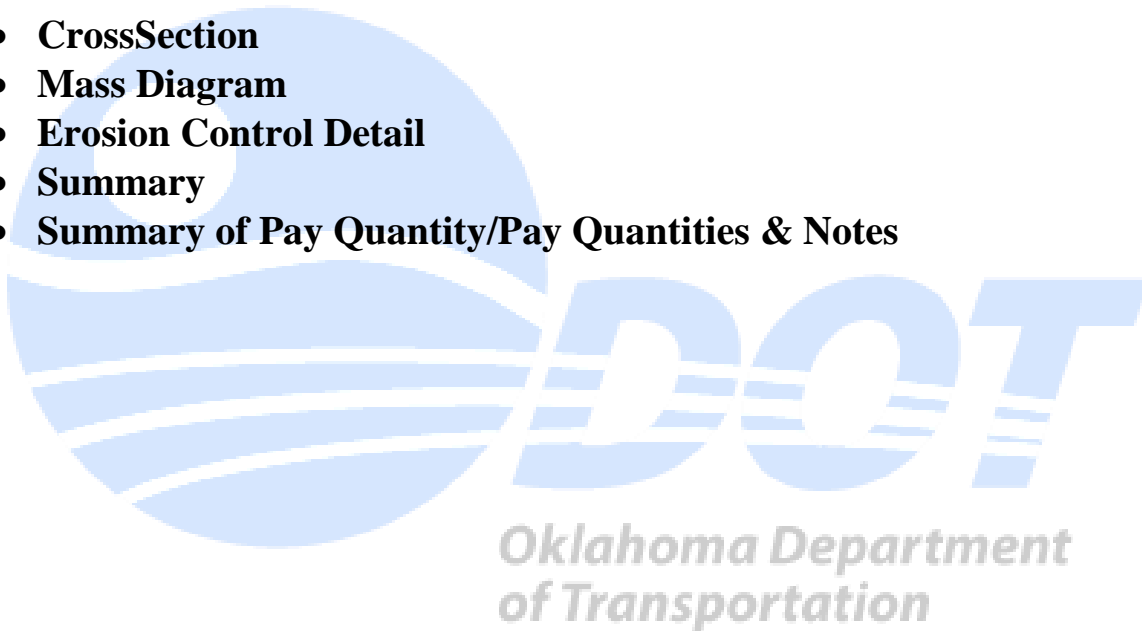 • CrossSection
• Mass Diagram
• Erosion Control Detail
• Summary
• Summary of Pay Quantity/Pay Quantities & Notes
DOT
Oklahoma Department
of Transportation